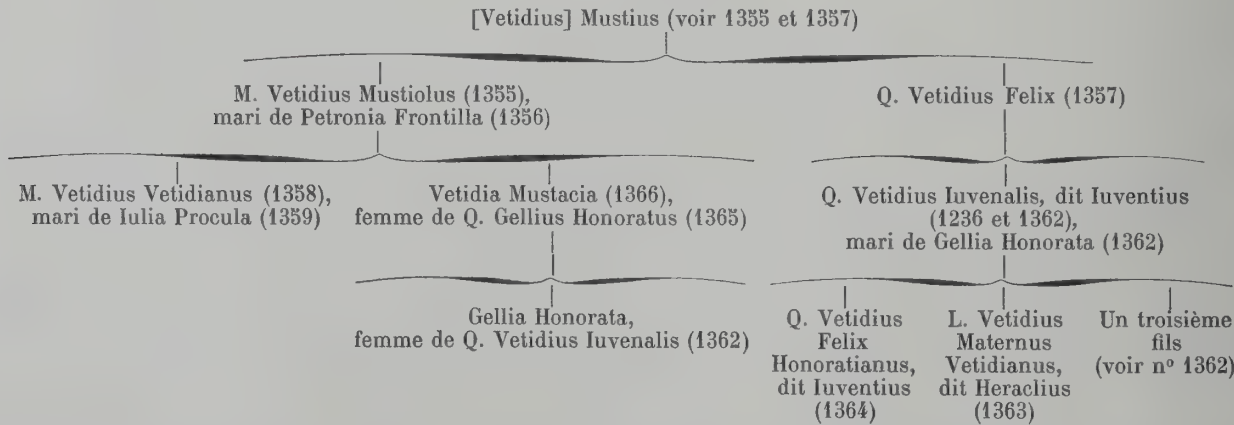 [Vetidius] Mustius (voir 1355 et 1357)
M. Vetidius Mustiolus (1355),
mari de Petronia Frontilla (1356)
Q. Vetidius Felix (1357)
M. Vetidius Vetidianus (1358),
mari de Iulia Procula (1359)
Vetidia Mustacia (1366),
femme de Q. Gellius Honoratus (1365)
Q. Vetidius Iuvenalis, dit Iuventius
(1236 et 1362),
mari de Gellia Honorata (1362)
Gellia Honorata,
femme de Q. Vetidius Iuvenalis (1362)
Q. Vetidius
Felix
Honoratianus,
dit Iuventius
(1364)
L. Vetidius
Maternus
Vetidianus,
dit Heraclius
(1363)
Un troisième
fils
(voir nº 1362)